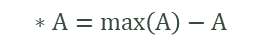 * A = max(A) − A